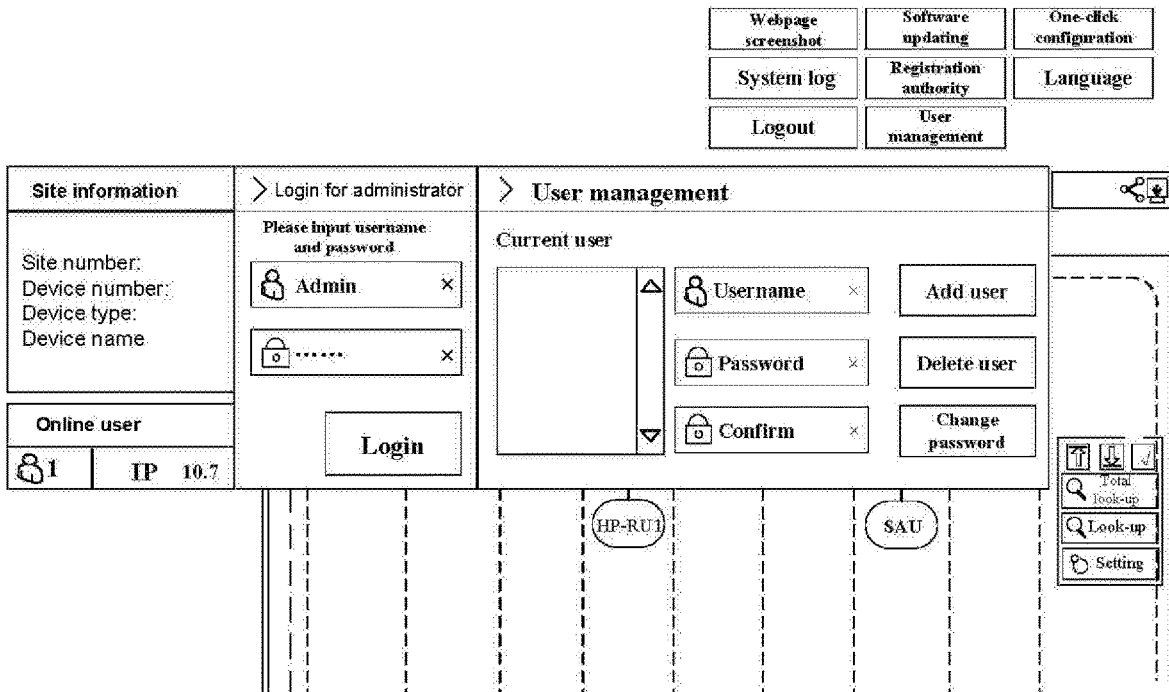 Webpage
screenshot
Software
updating
One-click
configuration
System log
Registration
authority
Language
Logout
User
management
Site information
Login for administrator
User management
Please input username
and password
Current user
Site number:
Device number:
Device type:
Device name
Admin
Username
Add user
Password
Delete user
Confirm
Change
password
Online user
1
IP 10.7
Login
Total
look-up
Look-up
Setting
HP-RU1
SAU